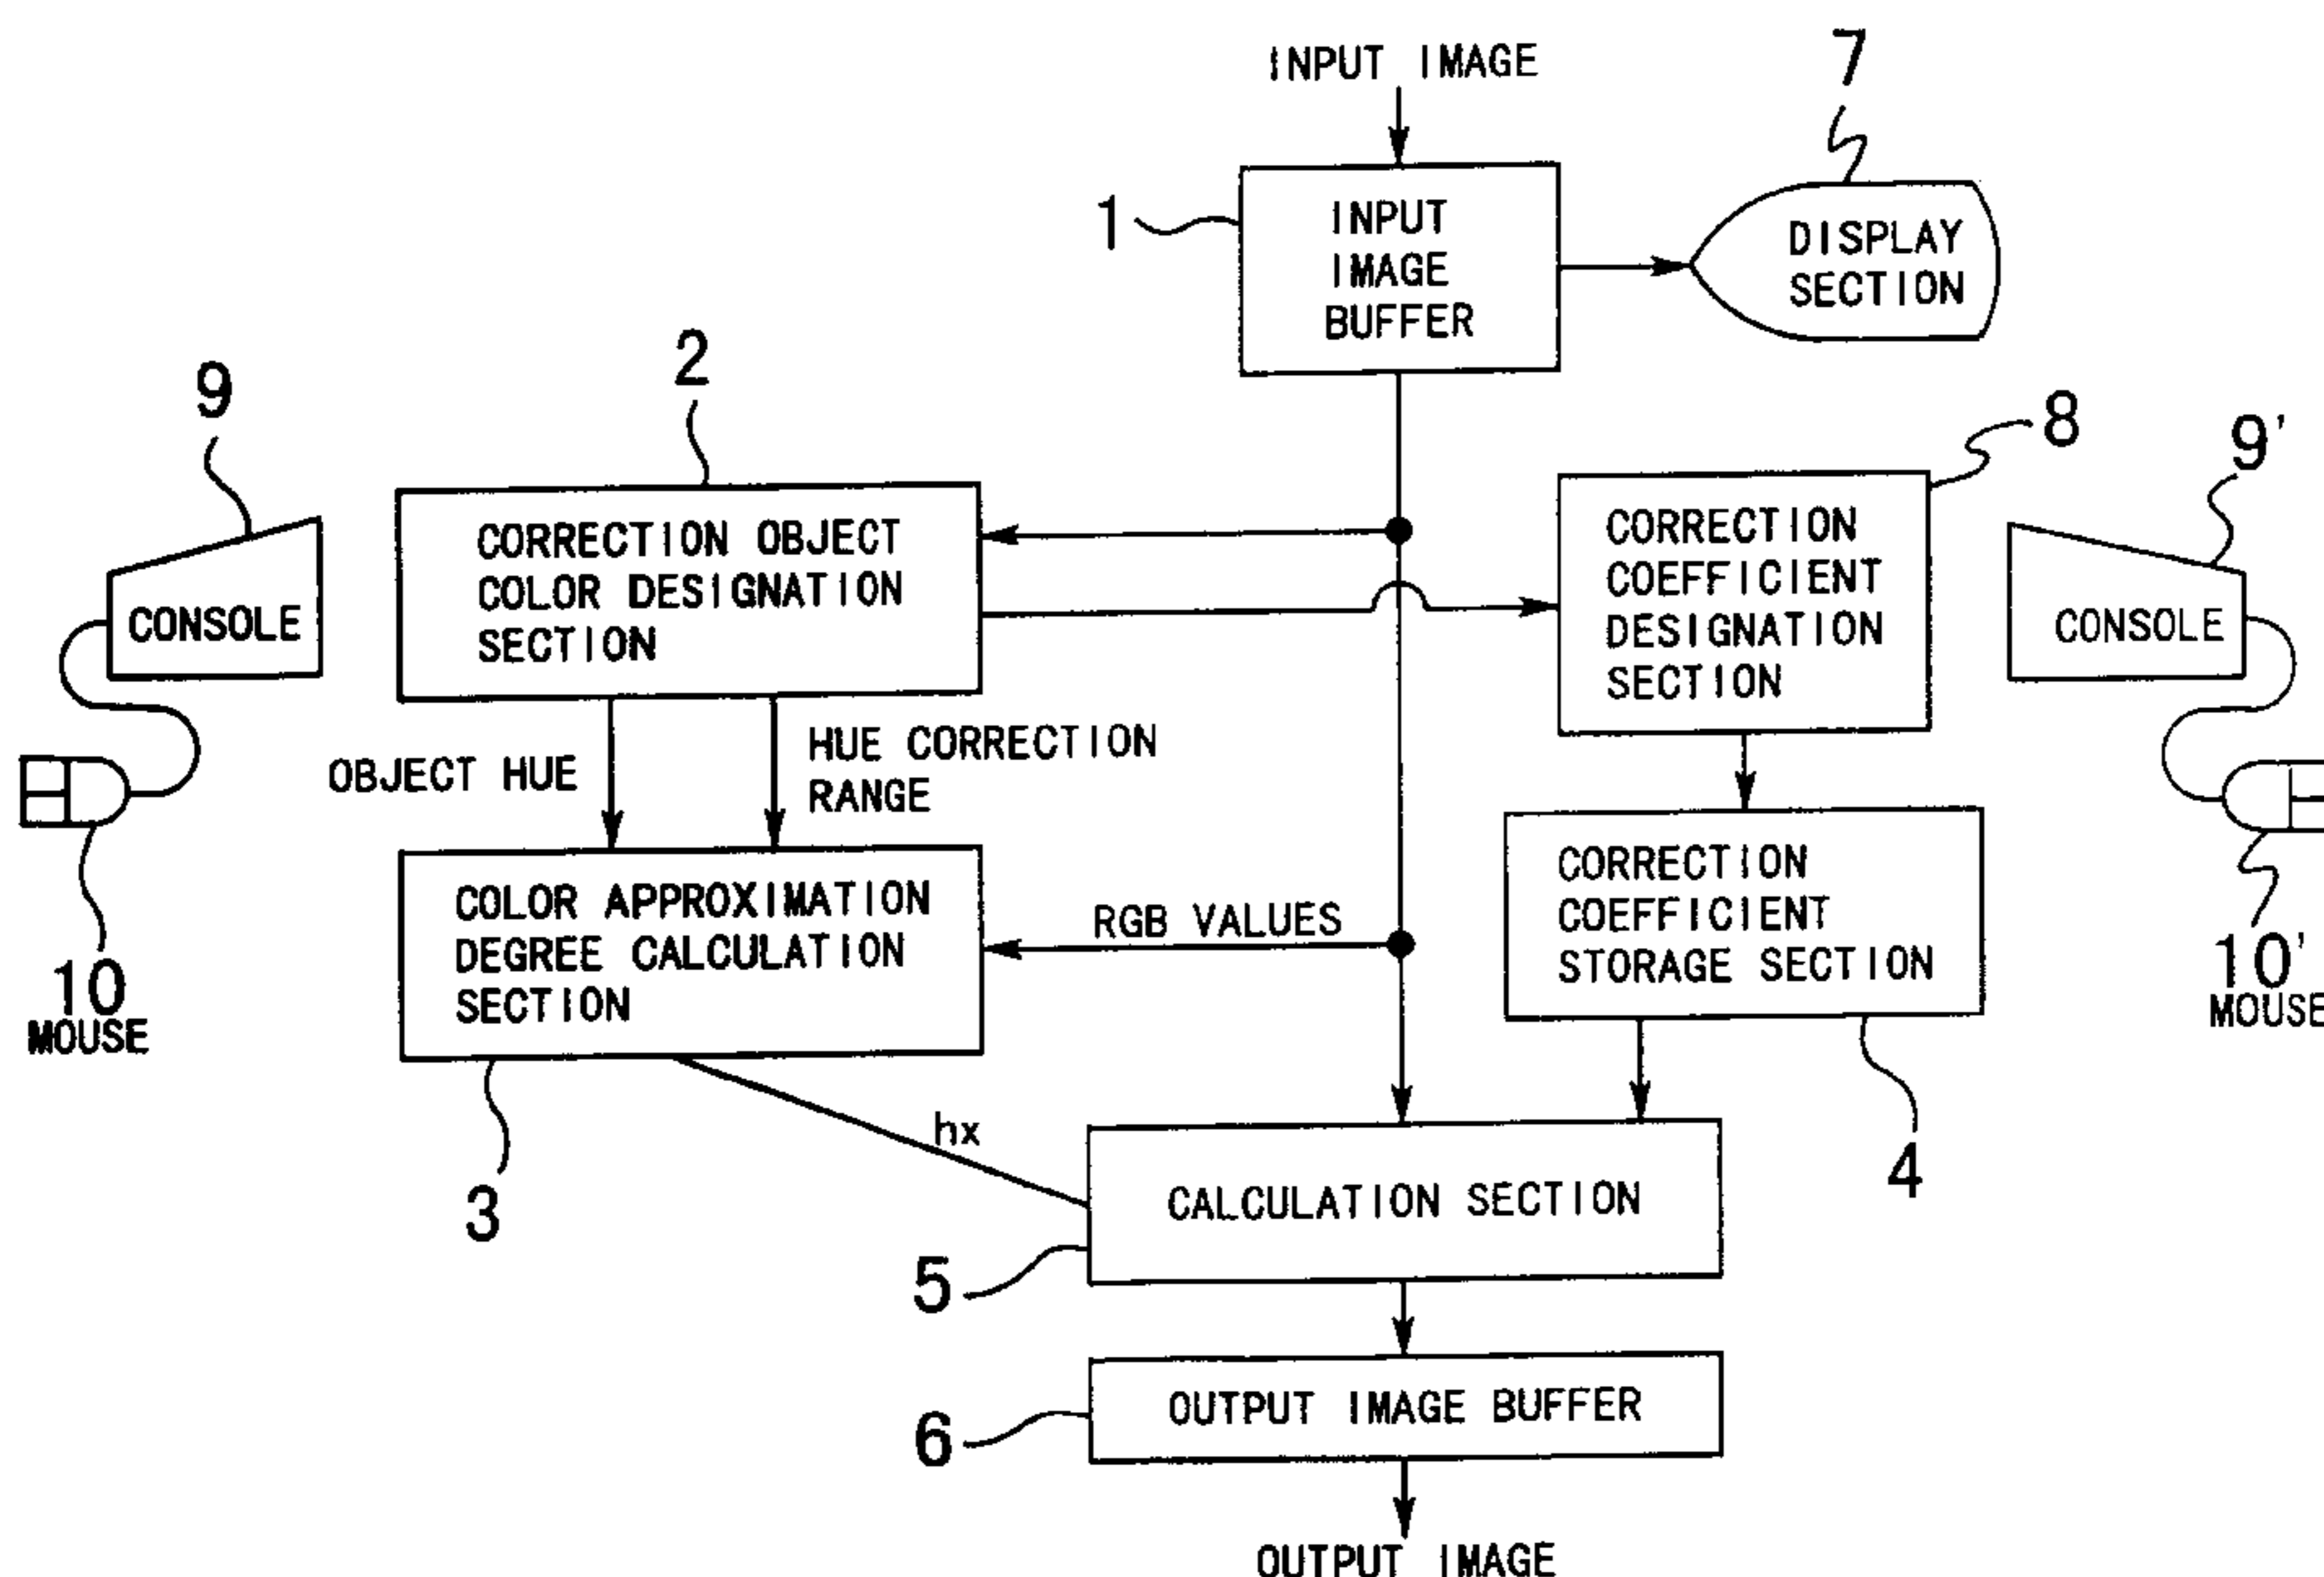 INPUT IMAGE
7
1
INPUT
IMAGE
BUFFER
DISPLAY
SECTION
2
9
8
9'
CORRECTION OBJECT
COLOR DESIGNATION
SECTION
CORRECTION
COEFFICIENT
DESIGNATION
SECTION
CONSOLE
CONSOLE
OBJECT HUE
HUE CORRECTION
RANGE
COLOR APPROXIMATION
DEGREE CALCULATION
SECTION
RGB VALUES
CORRECTION
COEFFICIENT
STORAGE SECTION
10
MOUSE
10'
MOUSE
hx
3
4
CALCULATION SECTION
5
OUTPUT IMAGE BUFFER
6
OUTPUT IMAGE